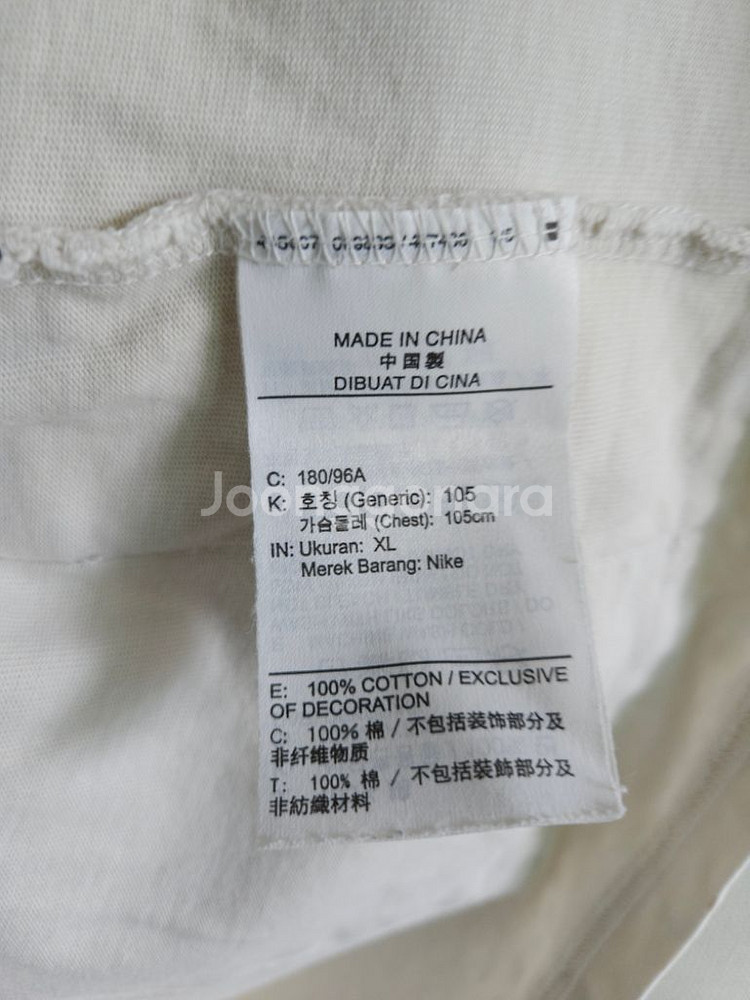 MADE IN CHINA
中国製
DIBUAT DI CINA
C: 180/96A
K: 호칭 (Generic): 105
가슴둘레 (Chest): 105cm
IN: Ukuran: XL
Merek Barang: Nike
E: 100% COTTON / EXCLUSIVE
OF DECORATION
C: 100% 棉 / 不包括装饰部分及
非纤维物质
T: 100% 棉 / 不包括裝飾部分及
非紡織材料
Joonggonara